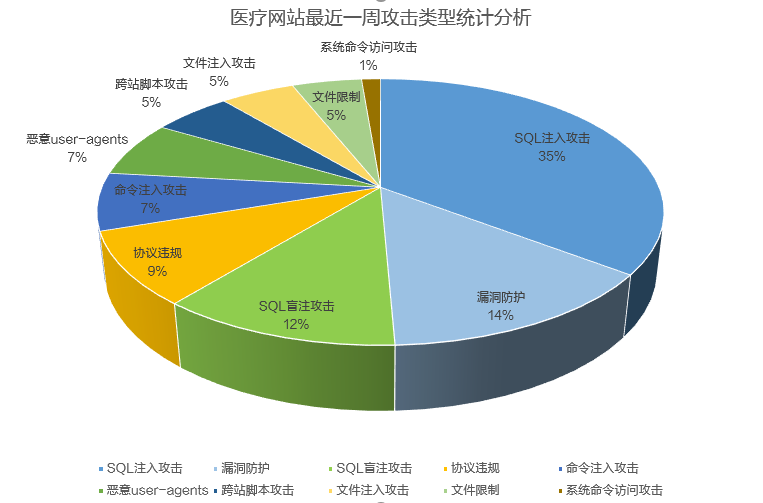 医疗网站最近一周攻击类型统计分析
系统命令访问攻击
1%
文件注入攻击
5%
跨站脚本攻击
5%
文件限制
5%
恶意user-agents
7%
SQL注入攻击
35%
命令注入攻击
7%
协议违规
9%
SQL盲注攻击
12%
漏洞防护
14%
SQL注入攻击 漏洞防护 SQL盲注攻击 协议违规 命令注入攻击
恶意user-agents 跨站脚本攻击 文件注入攻击 文件限制 系统命令访问攻击